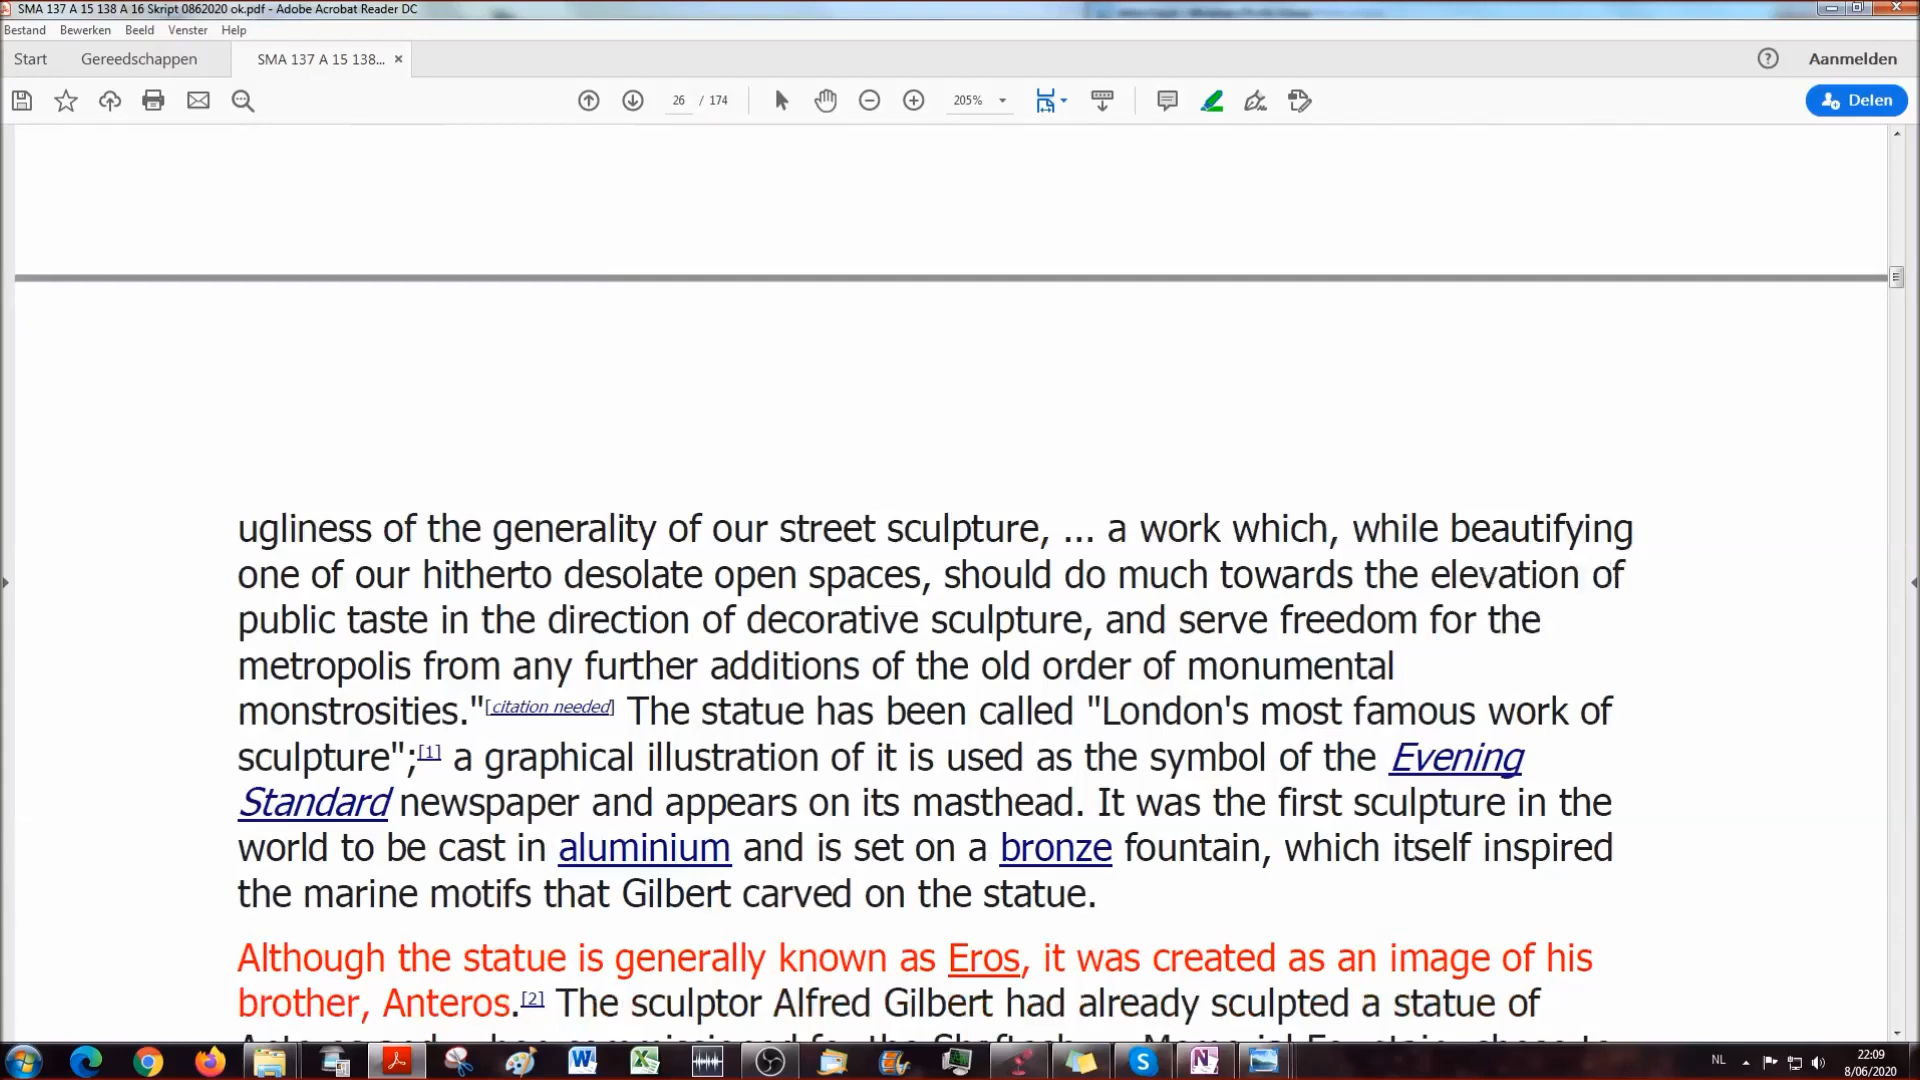 SMA 137 A 15 138 A 16 Skript 0862020 ok.pdf - Adobe Acrobat Reader DC
Bestand Bewerken Beeld Venster Help
Start Gereedschappen SMA 137 A 15 138... × Aanmelden
26 / 174 205% Delen
ugliness of the generality of our street sculpture, ... a work which, while beautifying
one of our hitherto desolate open spaces, should do much towards the elevation of
public taste in the direction of decorative sculpture, and serve freedom for the
metropolis from any further additions of the old order of monumental
monstrosities."[citation needed] The statue has been called "London's most famous work of
sculpture";[1] a graphical illustration of it is used as the symbol of the Evening
Standard newspaper and appears on its masthead. It was the first sculpture in the
world to be cast in aluminium and is set on a bronze fountain, which itself inspired
the marine motifs that Gilbert carved on the statue.
Although the statue is generally known as Eros, it was created as an image of his
brother, Anteros.[2] The sculptor Alfred Gilbert had already sculpted a statue of
NL 22:09
8/06/2020